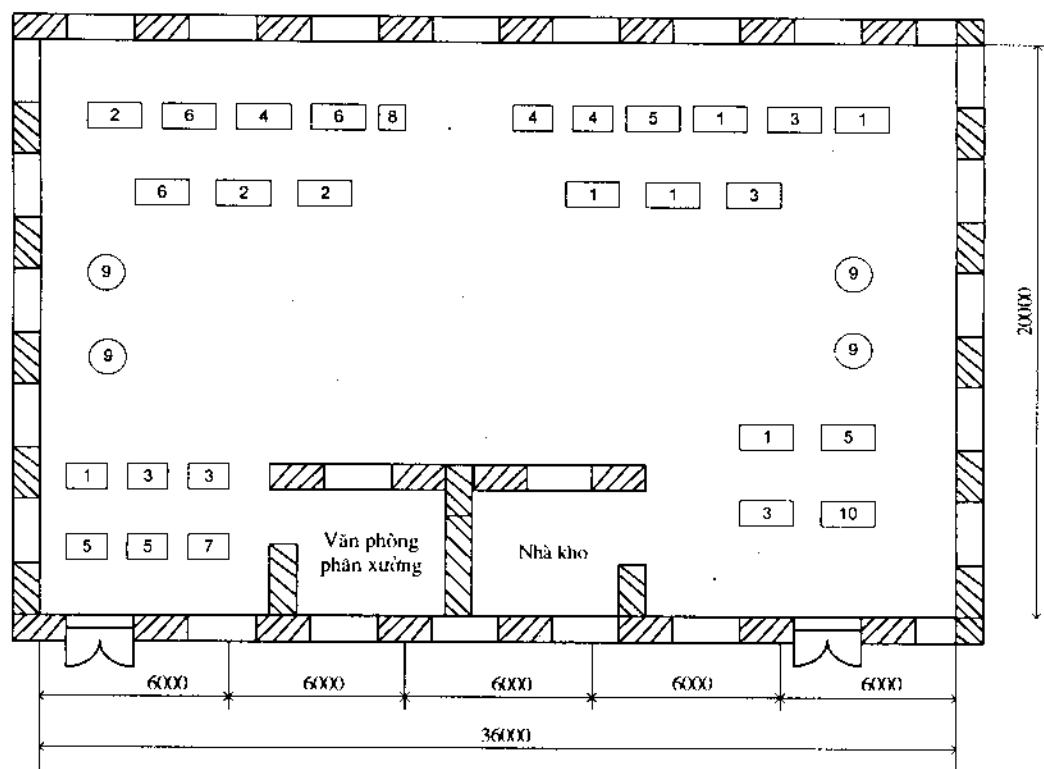 2 6 4 6 8 4 4 5 1 3 1
6 2 2 1 1 3
9 9
9 9
20000
1 5
1 3 3
3 10
5 5 7
Văn phòng
phân xưởng
Nhà kho
6000 6000 6000 6000 6000
36000